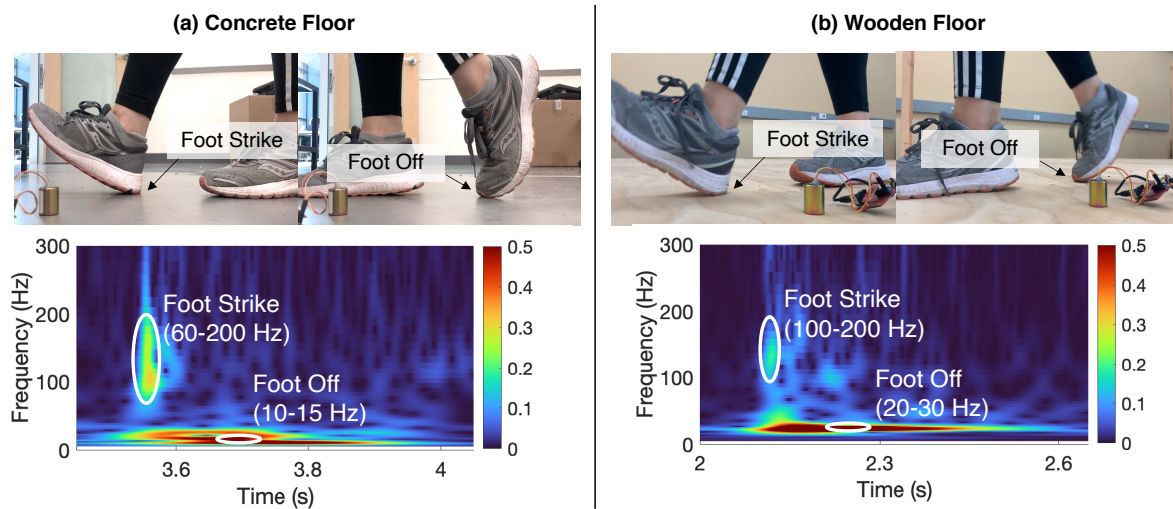 (a) Concrete Floor
Foot Strike
Foot Off
300
200
100
0
Frequency (Hz)
Foot Strike
(60-200 Hz)
Foot Off
(10-15 Hz)
3.6
3.8
4
Time (s)
0.5
0.4
0.3
0.2
0.1
0
(b) Wooden Floor
Foot Strike
Foot Off
300
200
100
0
Frequency (Hz)
Foot Strike
(100-200 Hz)
Foot Off
(20-30 Hz)
2
2.3
2.6
Time (s)
0.5
0.4
0.3
0.2
0.1
0